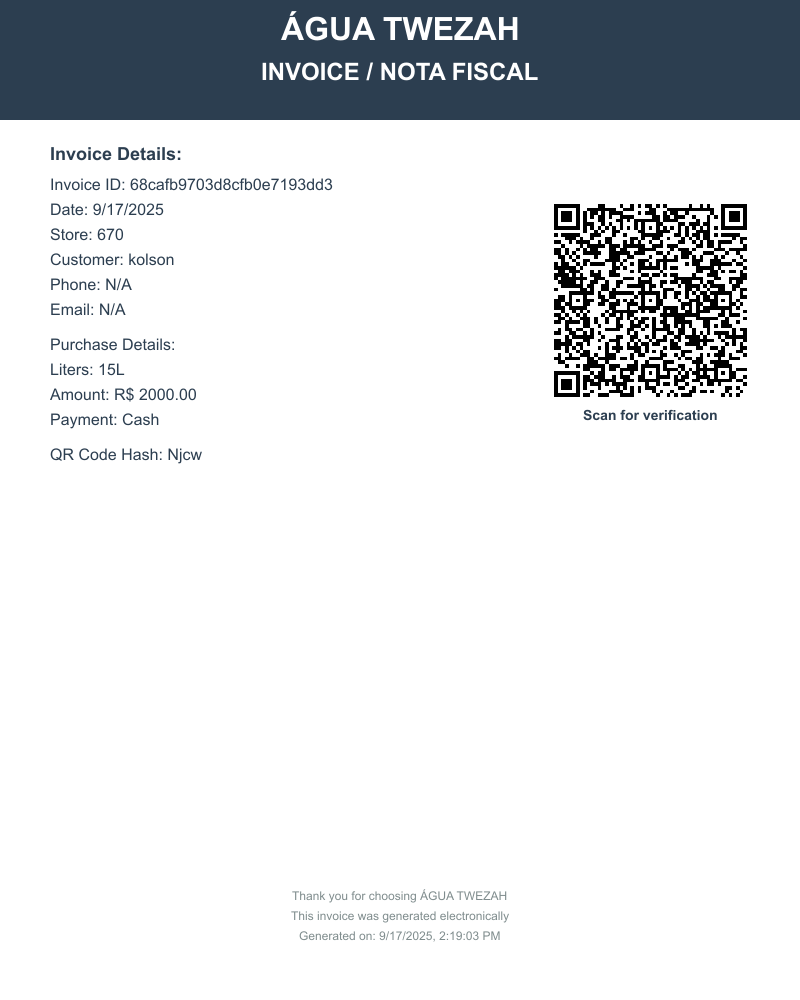 ÁGUA TWEZAH
INVOICE / NOTA FISCAL
Invoice Details:
Invoice ID: 68cafb9703d8cfb0e7193dd3
Date: 9/17/2025
Store: 670
Customer: kolson
Phone: N/A
Email: N/A
Purchase Details:
Liters: 15L
Amount: R$ 2000.00
Payment: Cash
QR Code Hash: Njcw
Scan for verification
Thank you for choosing ÁGUA TWEZAH
This invoice was generated electronically
Generated on: 9/17/2025, 2:19:03 PM